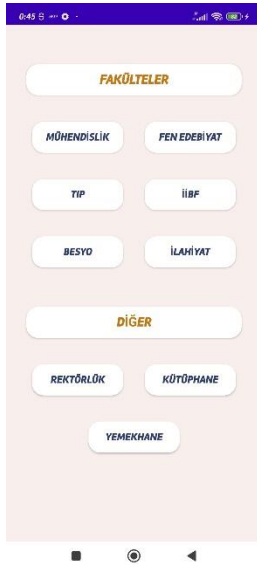 0:45
FAKÜLTELER
MÜHENDİSLİK FEN EDEBİYAT
TIP İİBF
BESYO İLAHİYAT
DİĞER
REKTÖRLÜK KÜTÜPHANE
YEMEKHANE